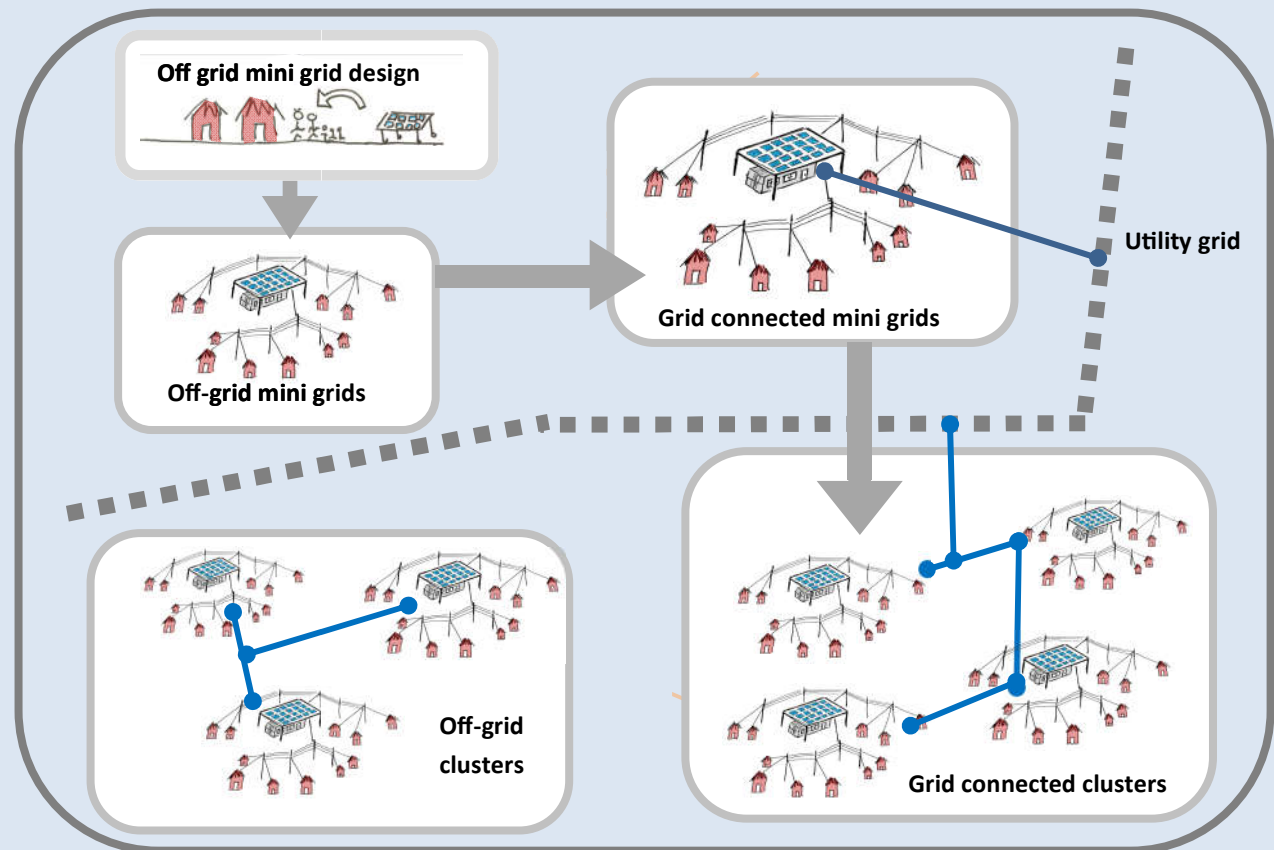 Off grid mini grid design
Off-grid mini grids
Grid connected mini grids
Utility grid
Off-grid
clusters
Grid connected clusters